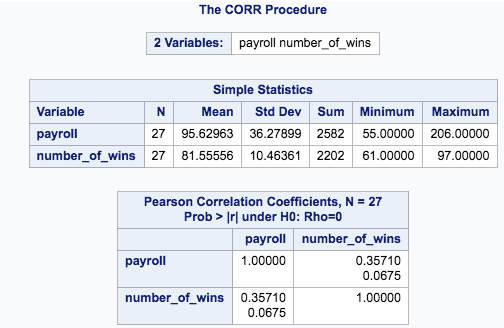 The CORR Procedure
2 Variables: payroll number_of_wins
Simple Statistics
Variable N Mean Std Dev Sum Minimum Maximum
payroll 27 95.62963 36.27899 2582 55.00000 206.00000
number_of_wins 27 81.55556 10.46361 2202 61.00000 97.00000
Pearson Correlation Coefficients, N = 27
Prob > |r| under H0: Rho=0
payroll number_of_wins
payroll 1.00000 0.35710
0.0675
number_of_wins 0.35710 1.00000
0.0675